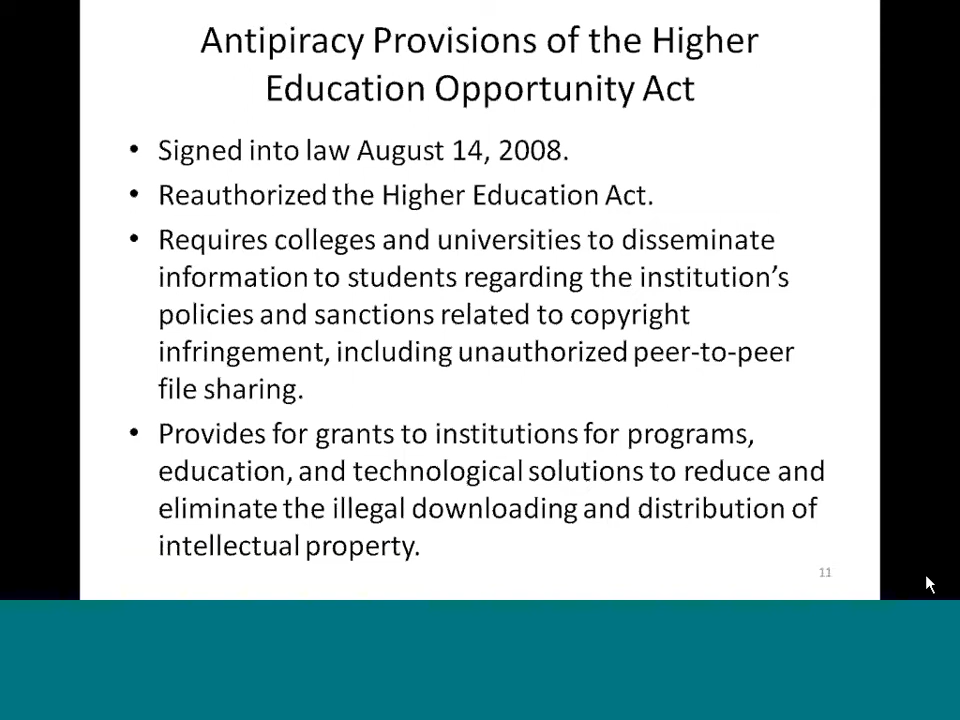 Antipiracy Provisions of the Higher
Education Opportunity Act
• Signed into law August 14, 2008.
• Reauthorized the Higher Education Act.
• Requires colleges and universities to disseminate
information to students regarding the institution’s
policies and sanctions related to copyright
infringement, including unauthorized peer-to-peer
file sharing.
• Provides for grants to institutions for programs,
education, and technological solutions to reduce and
eliminate the illegal downloading and distribution of
intellectual property.
11